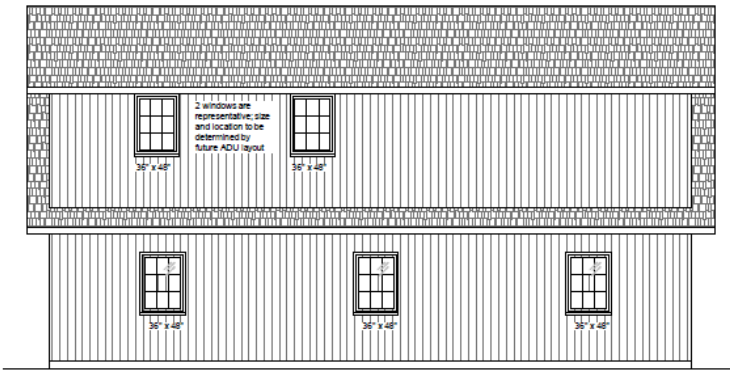 2 windows are
representative; size
and location to be
determined by
future ADU layout
36" x 48"
36" x 48"
36" x 48"
36" x 48"
36" x 48"